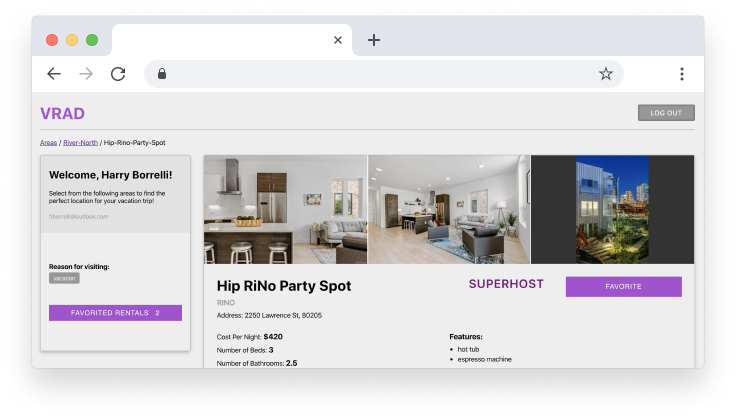 VRAD
LOG OUT
Areas / River-North / Hip-Rino-Party-Spot
Welcome, Harry Borrelli!
Select from the following areas to find the
perfect location for your vacation trip!
hborrelli@outlook.com
Reason for visiting:
vacation
FAVORITED RENTALS 2
Hip RiNo Party Spot
SUPERHOST
FAVORITE
RINO
Address: 2250 Lawrence St, 80205
Cost Per Night: $420
Number of Beds: 3
Number of Bathrooms: 2.5
Features:
• hot tub
• espresso machine